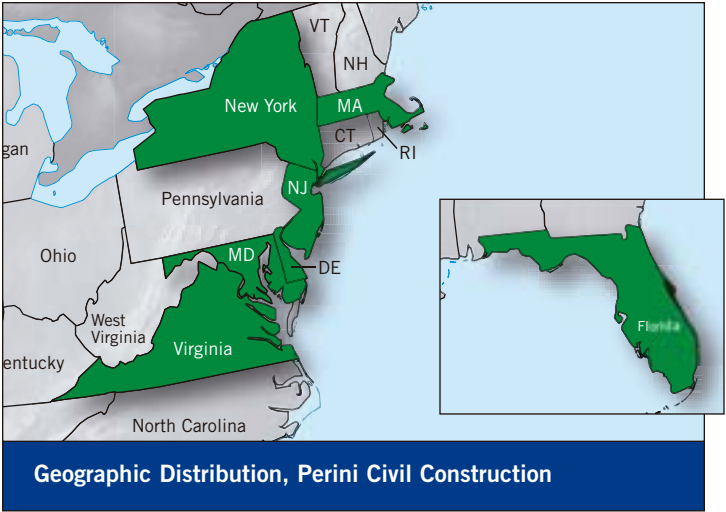 VT
NH
New York
MA
CT
RI
gan
NJ
Pennsylvania
Ohio
MD
DE
West
Virginia
Virginia
entucky
Florida
North Carolina
Geographic Distribution, Perini Civil Construction